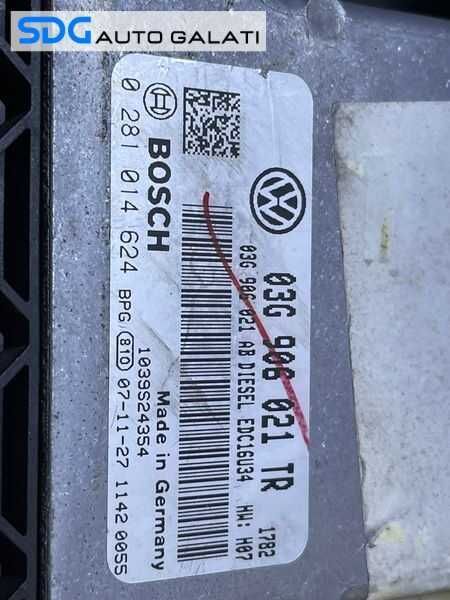 SDG AUTO GALATI
03G 906 021 TR
03G 906 021 AB DIESEL EDC16U34 HW: H07
1782
BOSCH
0 281 014 624
1039S24354
Made in Germany
BPG 810 07-11-27 1142 0055